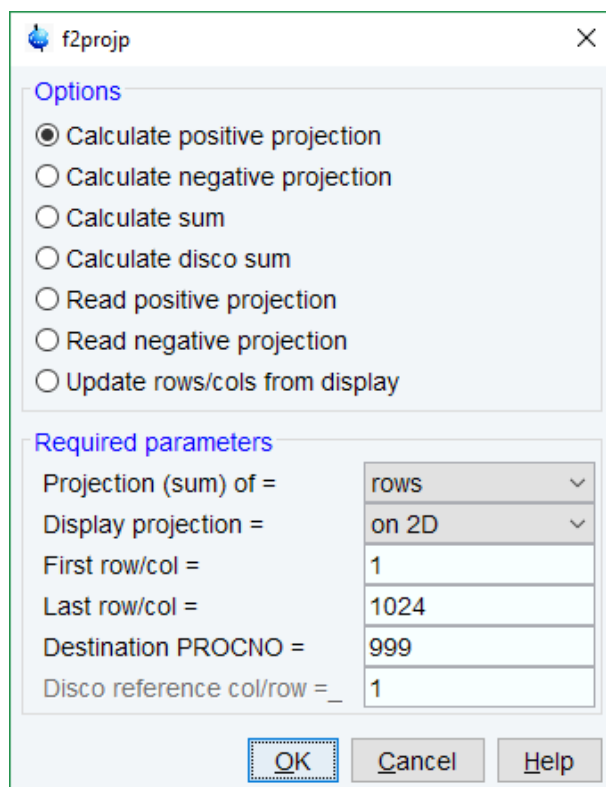 f2projp
Options
Calculate positive projection
Calculate negative projection
Calculate sum
Calculate disco sum
Read positive projection
Read negative projection
Update rows/cols from display
Required parameters
Projection (sum) of = rows
Display projection = on 2D
First row/col = 1
Last row/col = 1024
Destination PROCNO = 999
Disco reference col/row =_ 1
OK Cancel Help